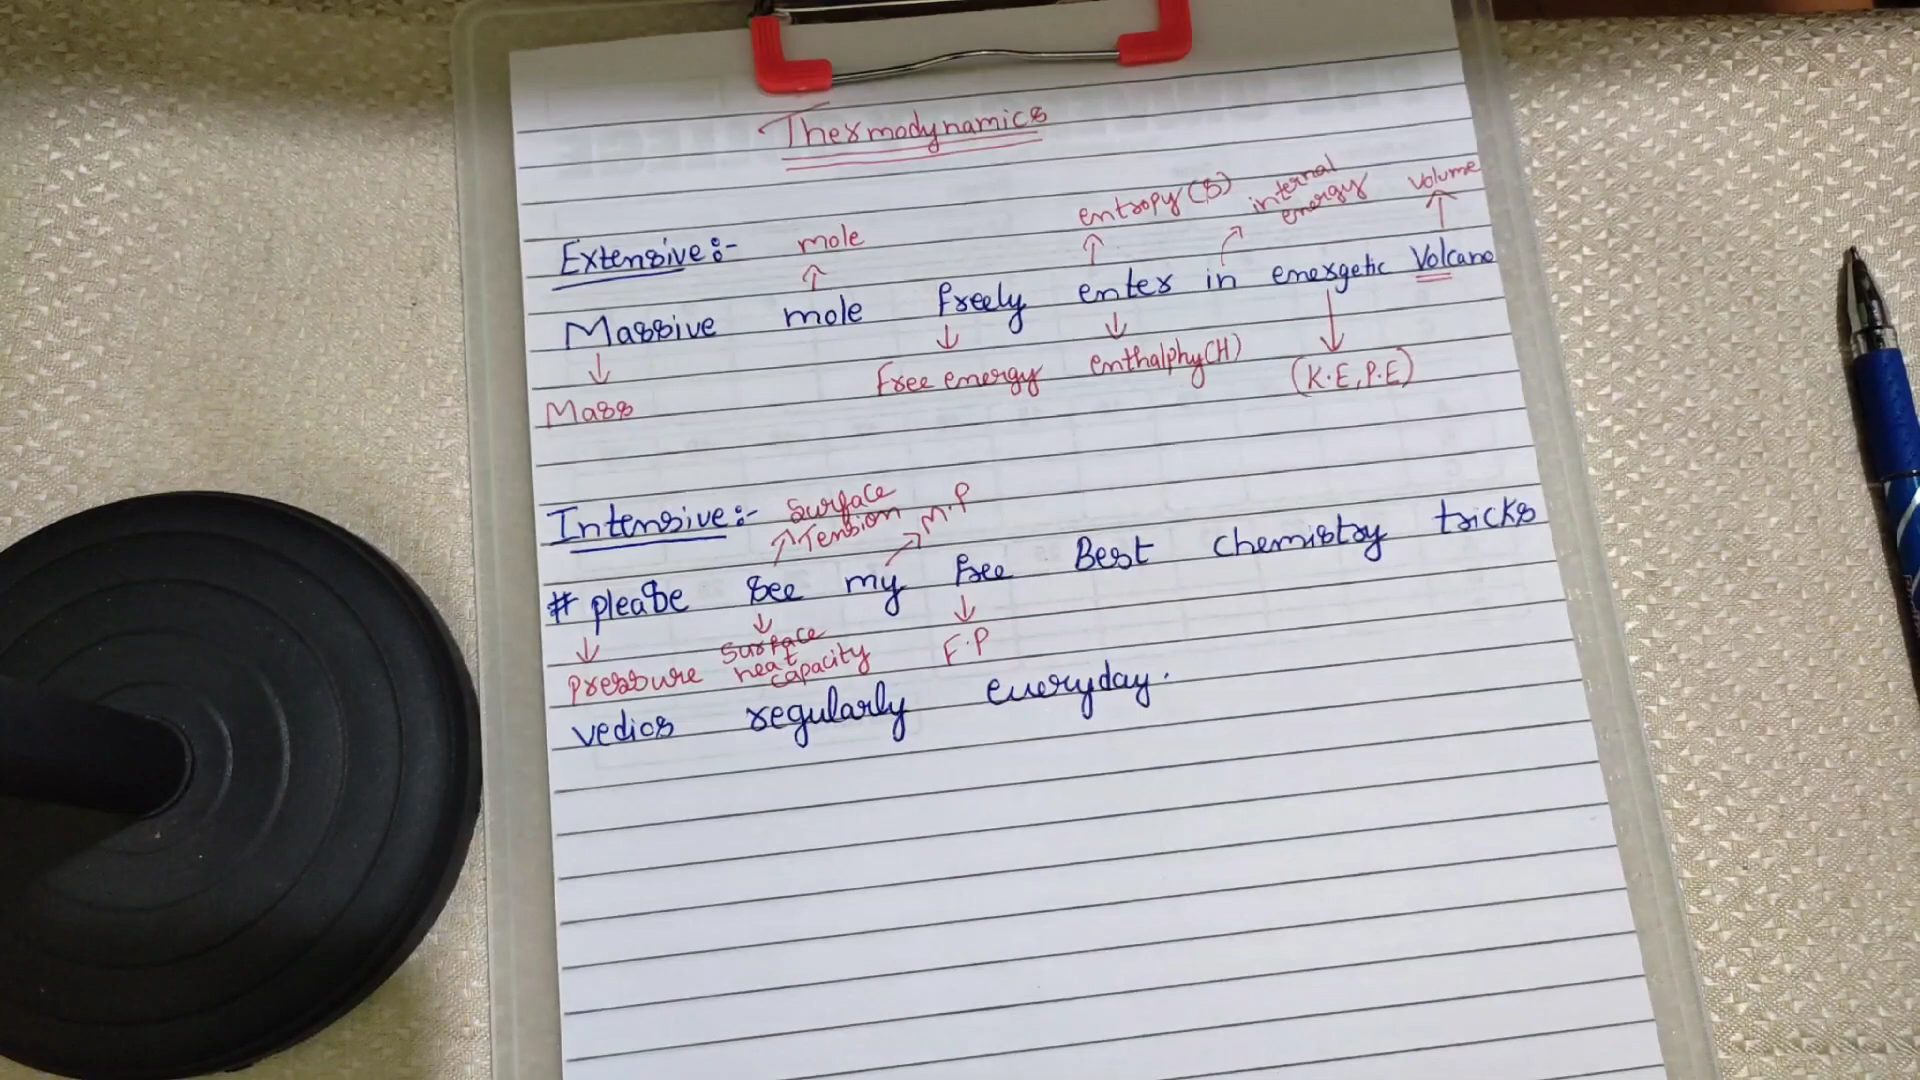 Thermodynamics
entropy (S) internal energy Volume
Extensive:- mole
Massive mole freely enter in energetic Volcano
Mass Free energy enthalphy(H) (K.E,P.E)
Intensive:- Surface Tension M.P
# please see my free Best chemistry tricks
Pressure Surface heat capacity F.P
vedios regularly everyday.